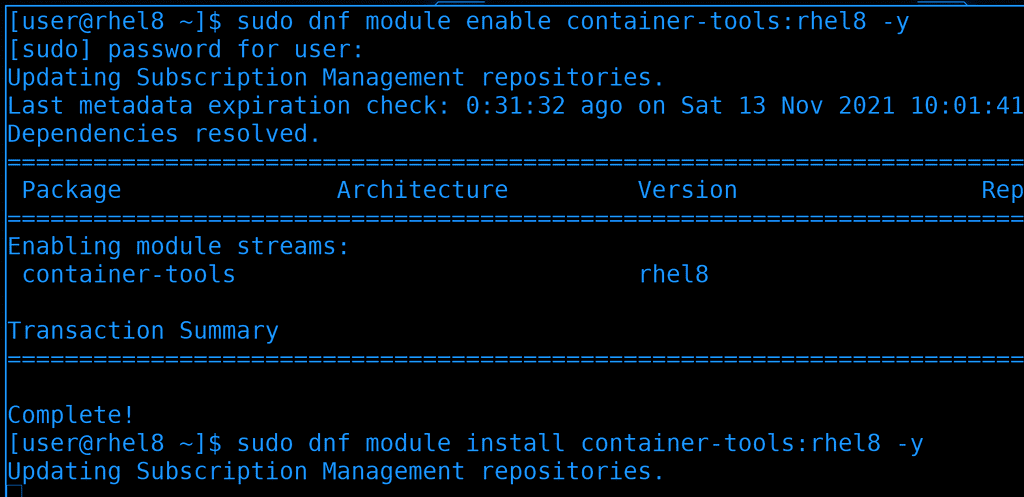 [user@rhel8 ~]$ sudo dnf module enable container-tools:rhel8 -y
[sudo] password for user:
Updating Subscription Management repositories.
Last metadata expiration check: 0:31:32 ago on Sat 13 Nov 2021 10:01:41
Dependencies resolved.
=======================================================================
Package Architecture Version Rep
=======================================================================
Enabling module streams:
container-tools rhel8
Transaction Summary
=======================================================================
Complete!
[user@rhel8 ~]$ sudo dnf module install container-tools:rhel8 -y
Updating Subscription Management repositories.